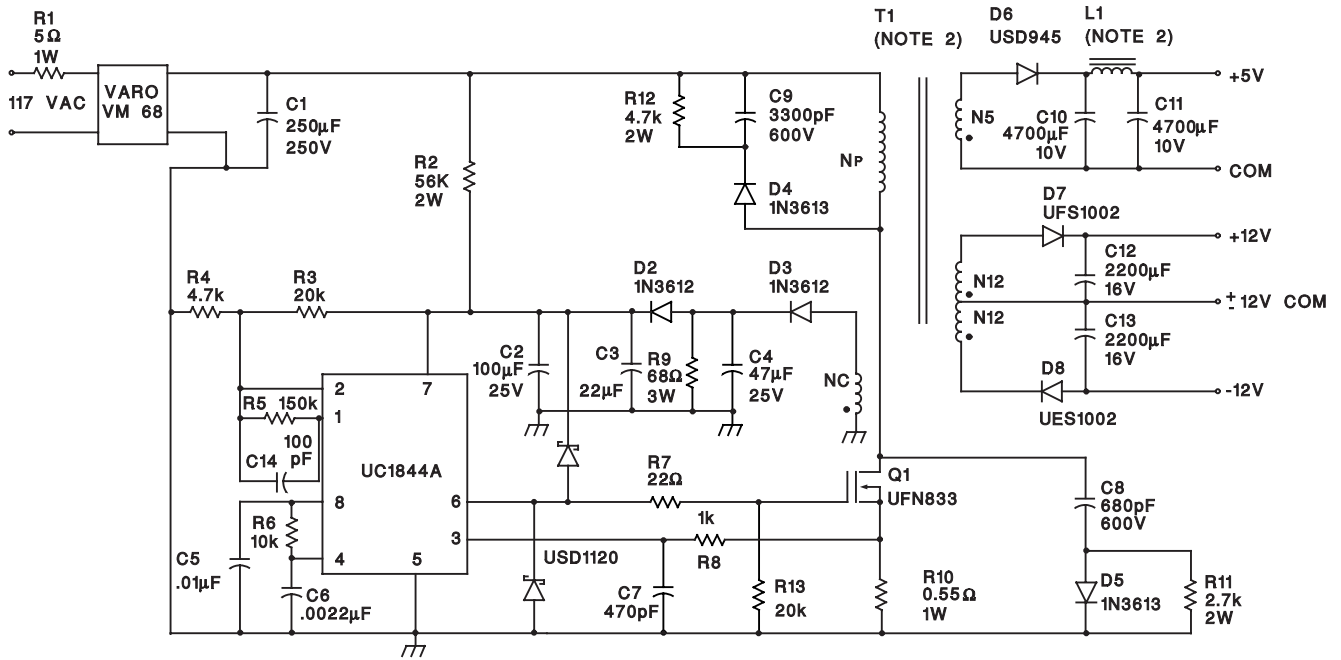 R1
5Ω
1W
117 VAC
VARO
VM 68
C1
250µF
250V
R2
56K
2W
R12
4.7k
2W
C9
3300pF
600V
D4
1N3613
NP
T1
(NOTE 2)
D6
USD945
L1
(NOTE 2)
+5V
N5
C10
4700µF
10V
C11
4700µF
10V
COM
D7
UFS1002
+12V
N12
C12
2200µF
16V
± 12V COM
N12
C13
2200µF
16V
D8
UES1002
-12V
R4
4.7k
R3
20k
D2
1N3612
D3
1N3612
C2
100µF
25V
C3
22µF
R9
68Ω
3W
C4
47µF
25V
NC
2
7
R5 150k
1
100
pF
C14
UC1844A
8
6
R6
10k
3
4
5
C5
.01µF
C6
.0022µF
USD1120
R7
22Ω
1k
R8
C7
470pF
R13
20k
Q1
UFN833
R10
0.55Ω
1W
C8
680pF
600V
D5
1N3613
R11
2.7k
2W